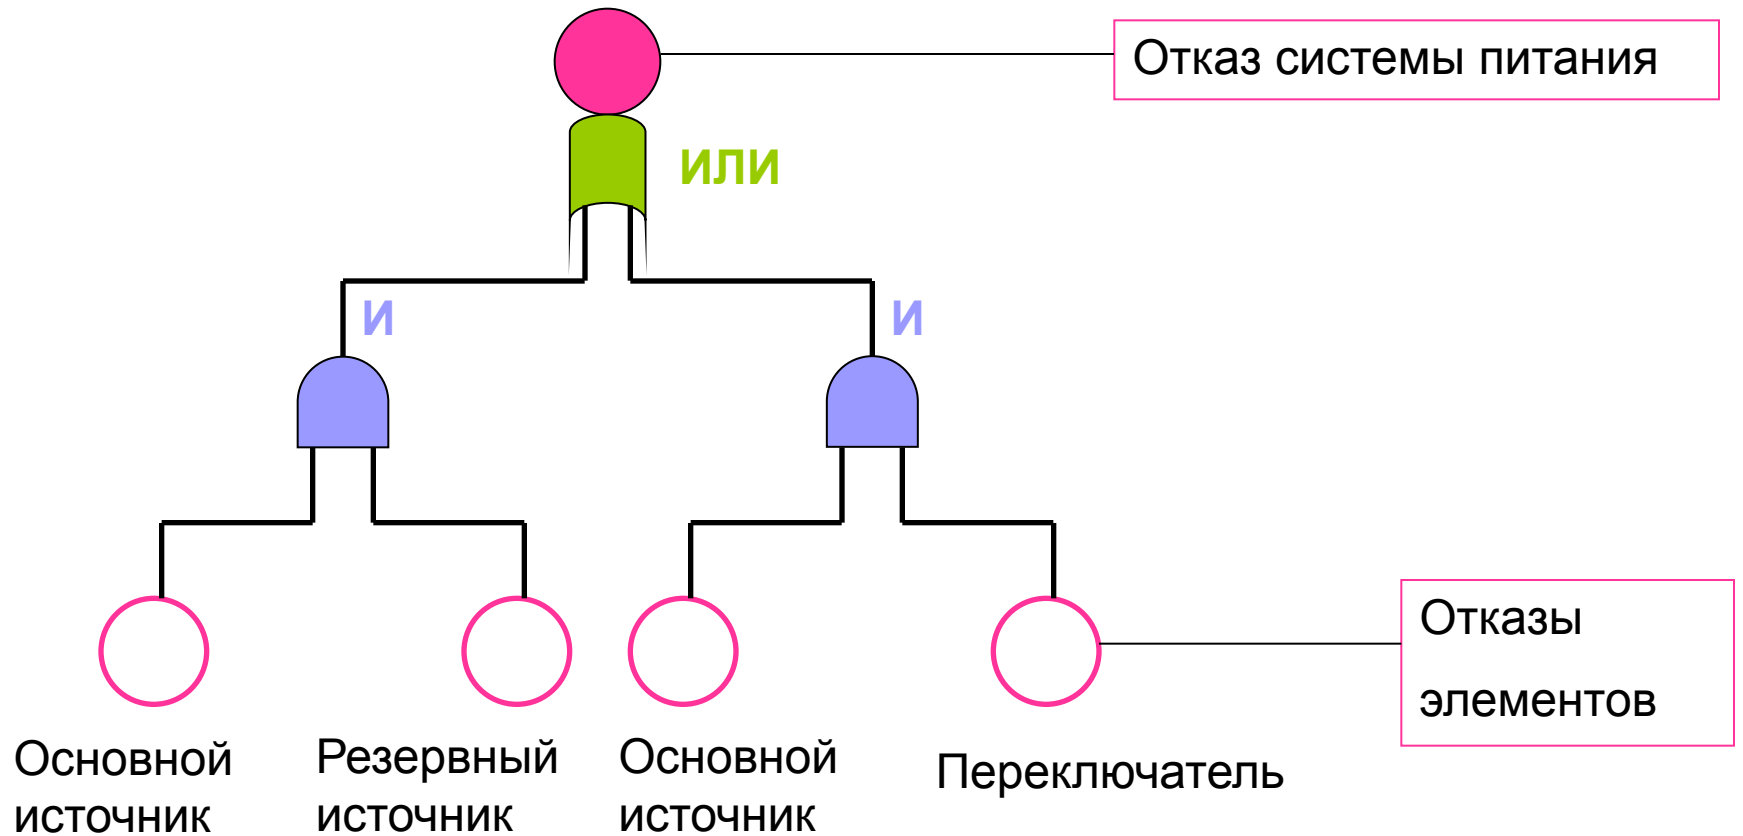 Отказ системы питания
ИЛИ
И
И
Отказы
элементов
Основной
источник
Резервный
источник
Основной
источник
Переключатель